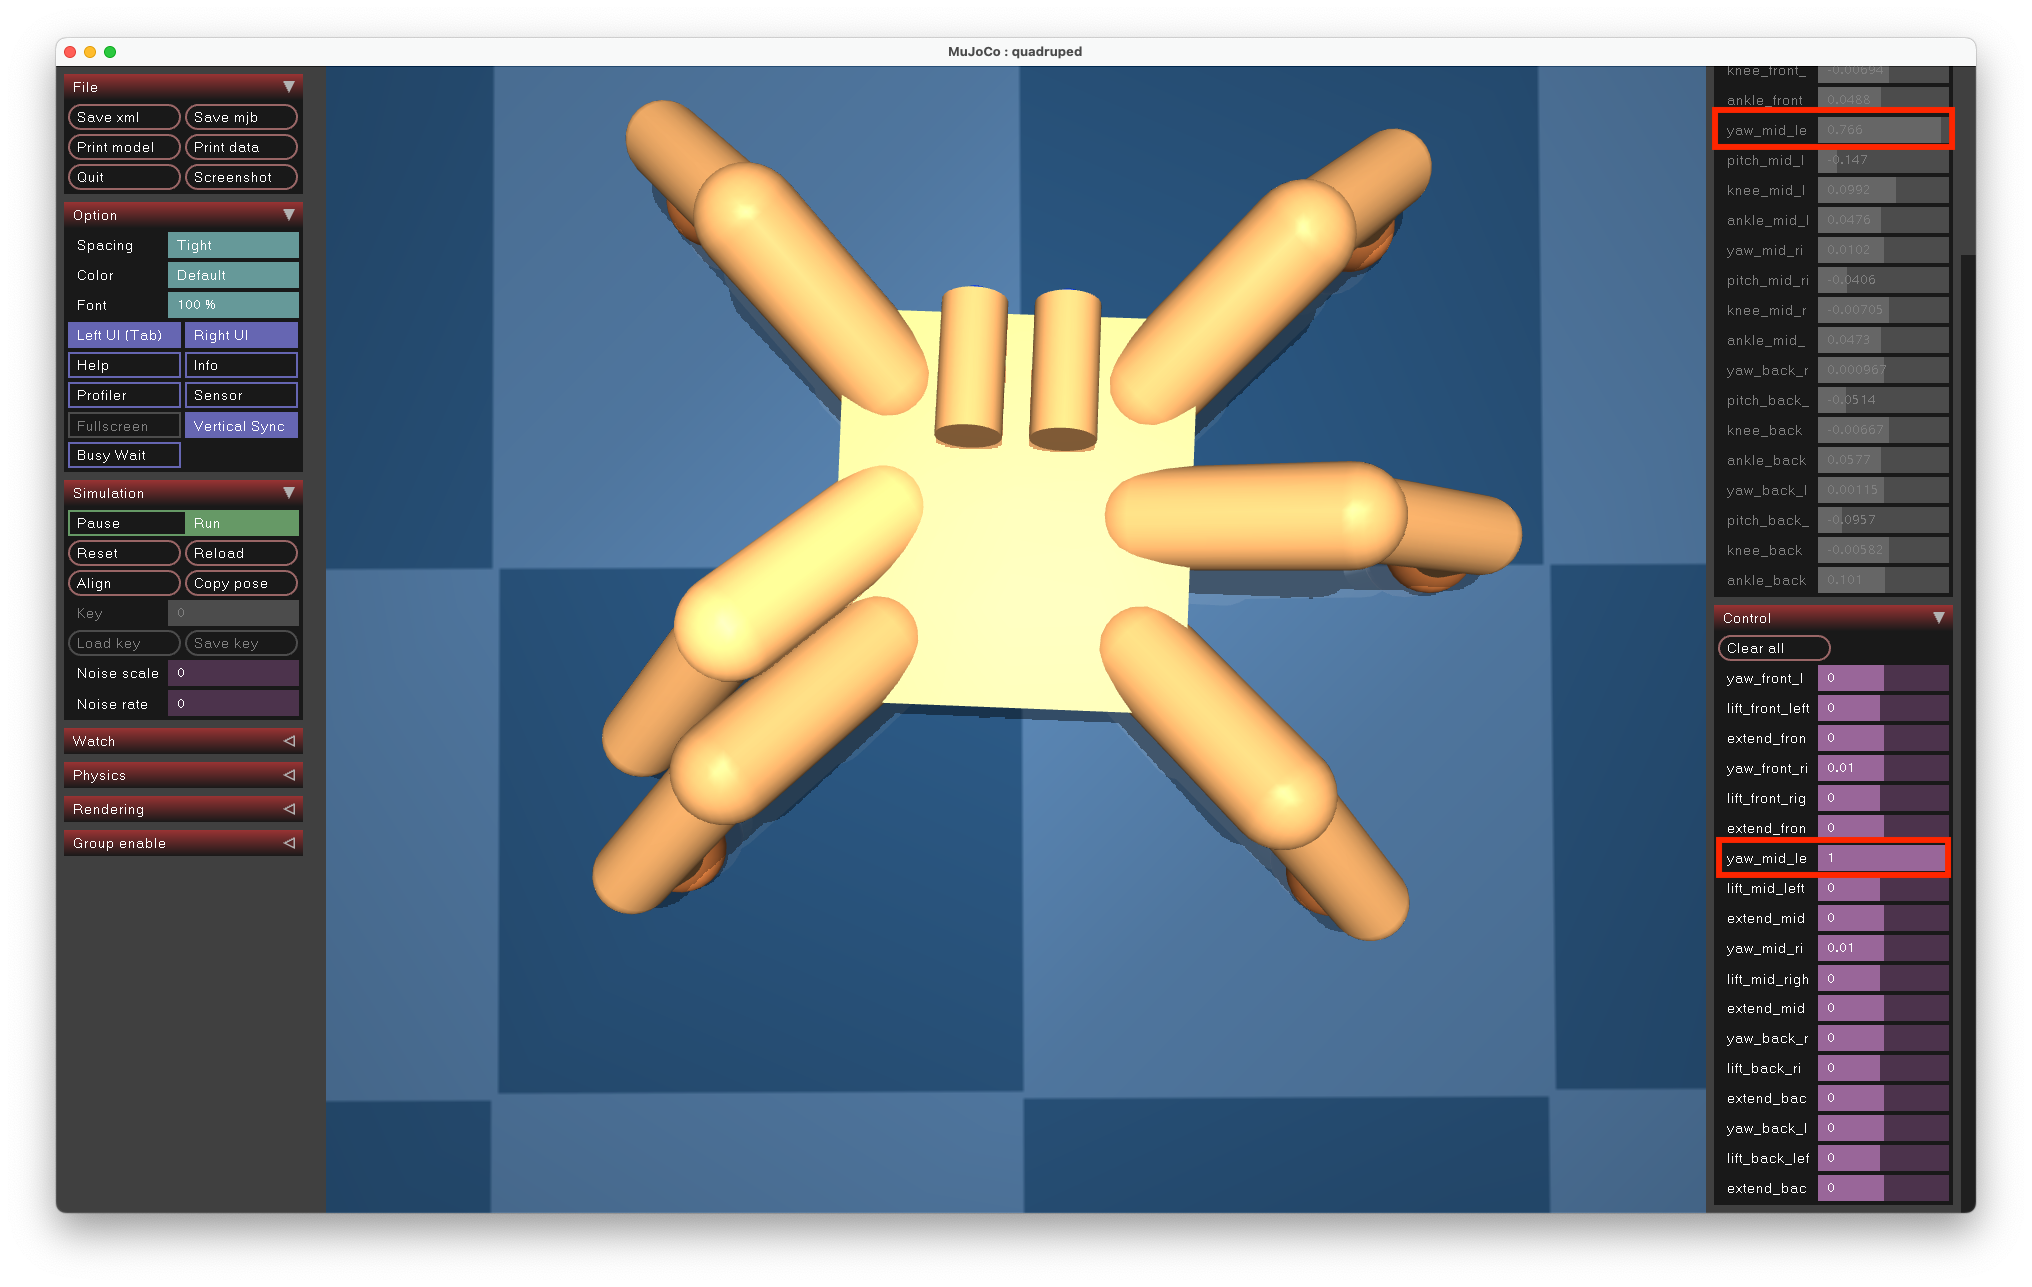 MuJoCo : quadruped
File
Save xml Save mjb
Print model Print data
Quit Screenshot
Option
Spacing Tight
Color Default
Font 100 %
Left UI (Tab) Right UI
Help Info
Profiler Sensor
Fullscreen Vertical Sync
Busy Wait
Simulation
Pause Run
Reset Reload
Align Copy pose
Key 0
Load key Save key
Noise scale 0
Noise rate 0
Watch
Physics
Rendering
Group enable
knee_front_ -0.00694
ankle_front 0.0488
yaw_mid_le 0.766
pitch_mid_l -0.147
knee_mid_l 0.0992
ankle_mid_l 0.0476
yaw_mid_ri 0.0102
pitch_mid_ri -0.0406
knee_mid_r -0.00705
ankle_mid_ 0.0473
yaw_back_r 0.000967
pitch_back_ -0.0514
knee_back -0.00667
ankle_back 0.0577
yaw_back_l 0.00115
pitch_back_ -0.0957
knee_back -0.00582
ankle_back 0.101
Control
Clear all
yaw_front_l 0
lift_front_left 0
extend_fron 0
yaw_front_ri 0.01
lift_front_rig 0
extend_fron 0
yaw_mid_le 1
lift_mid_left 0
extend_mid 0
yaw_mid_ri 0.01
lift_mid_righ 0
extend_mid 0
yaw_back_r 0
lift_back_ri 0
extend_bac 0
yaw_back_l 0
lift_back_lef 0
extend_bac 0